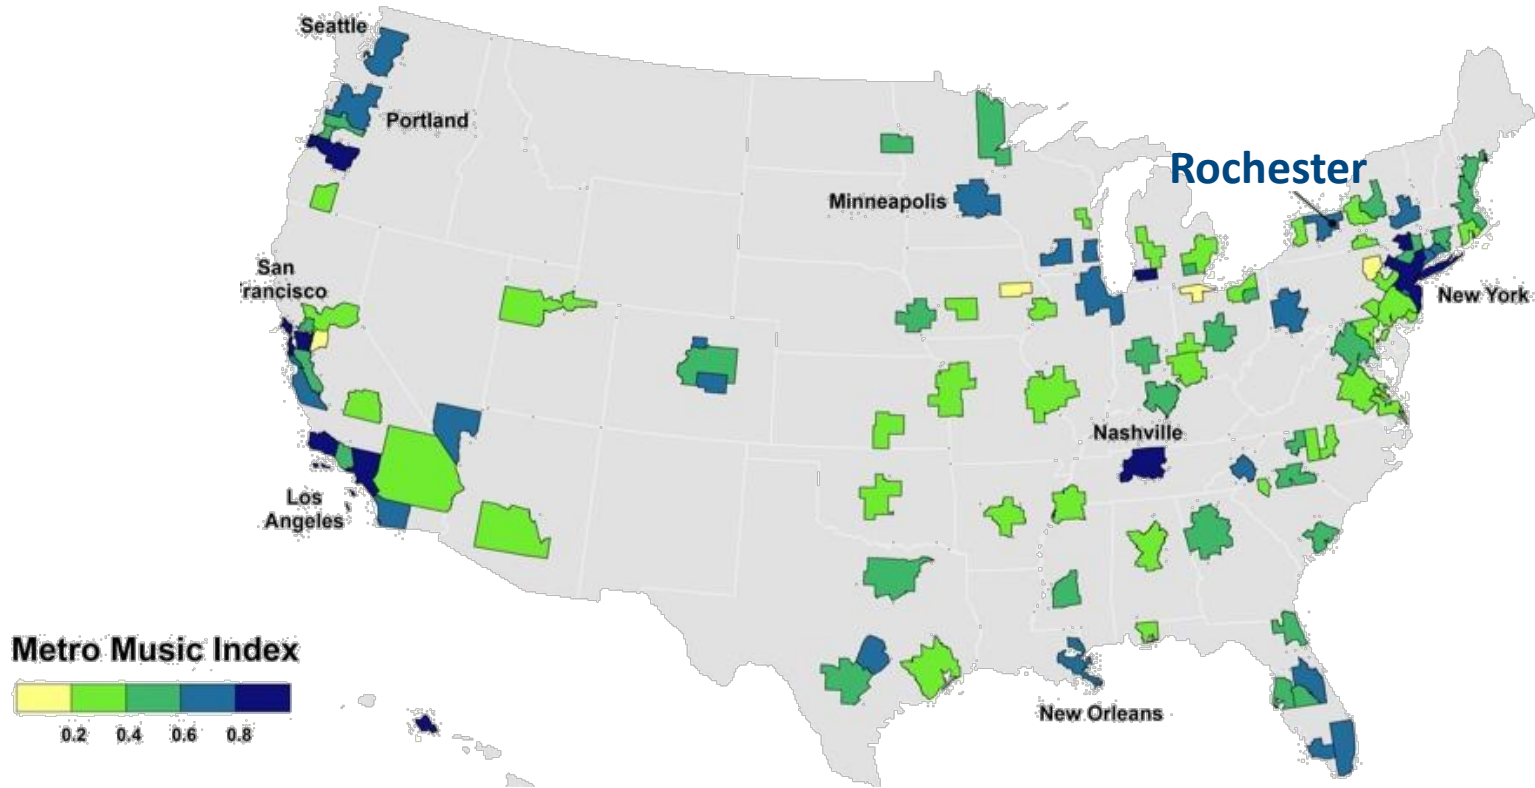 Seattle
Portland
Rochester
Minneapolis
San
rancisco
New York
Nashville
Los
Angeles
Metro Music Index
0.2 0.4 0.6 0.8
New Orleans